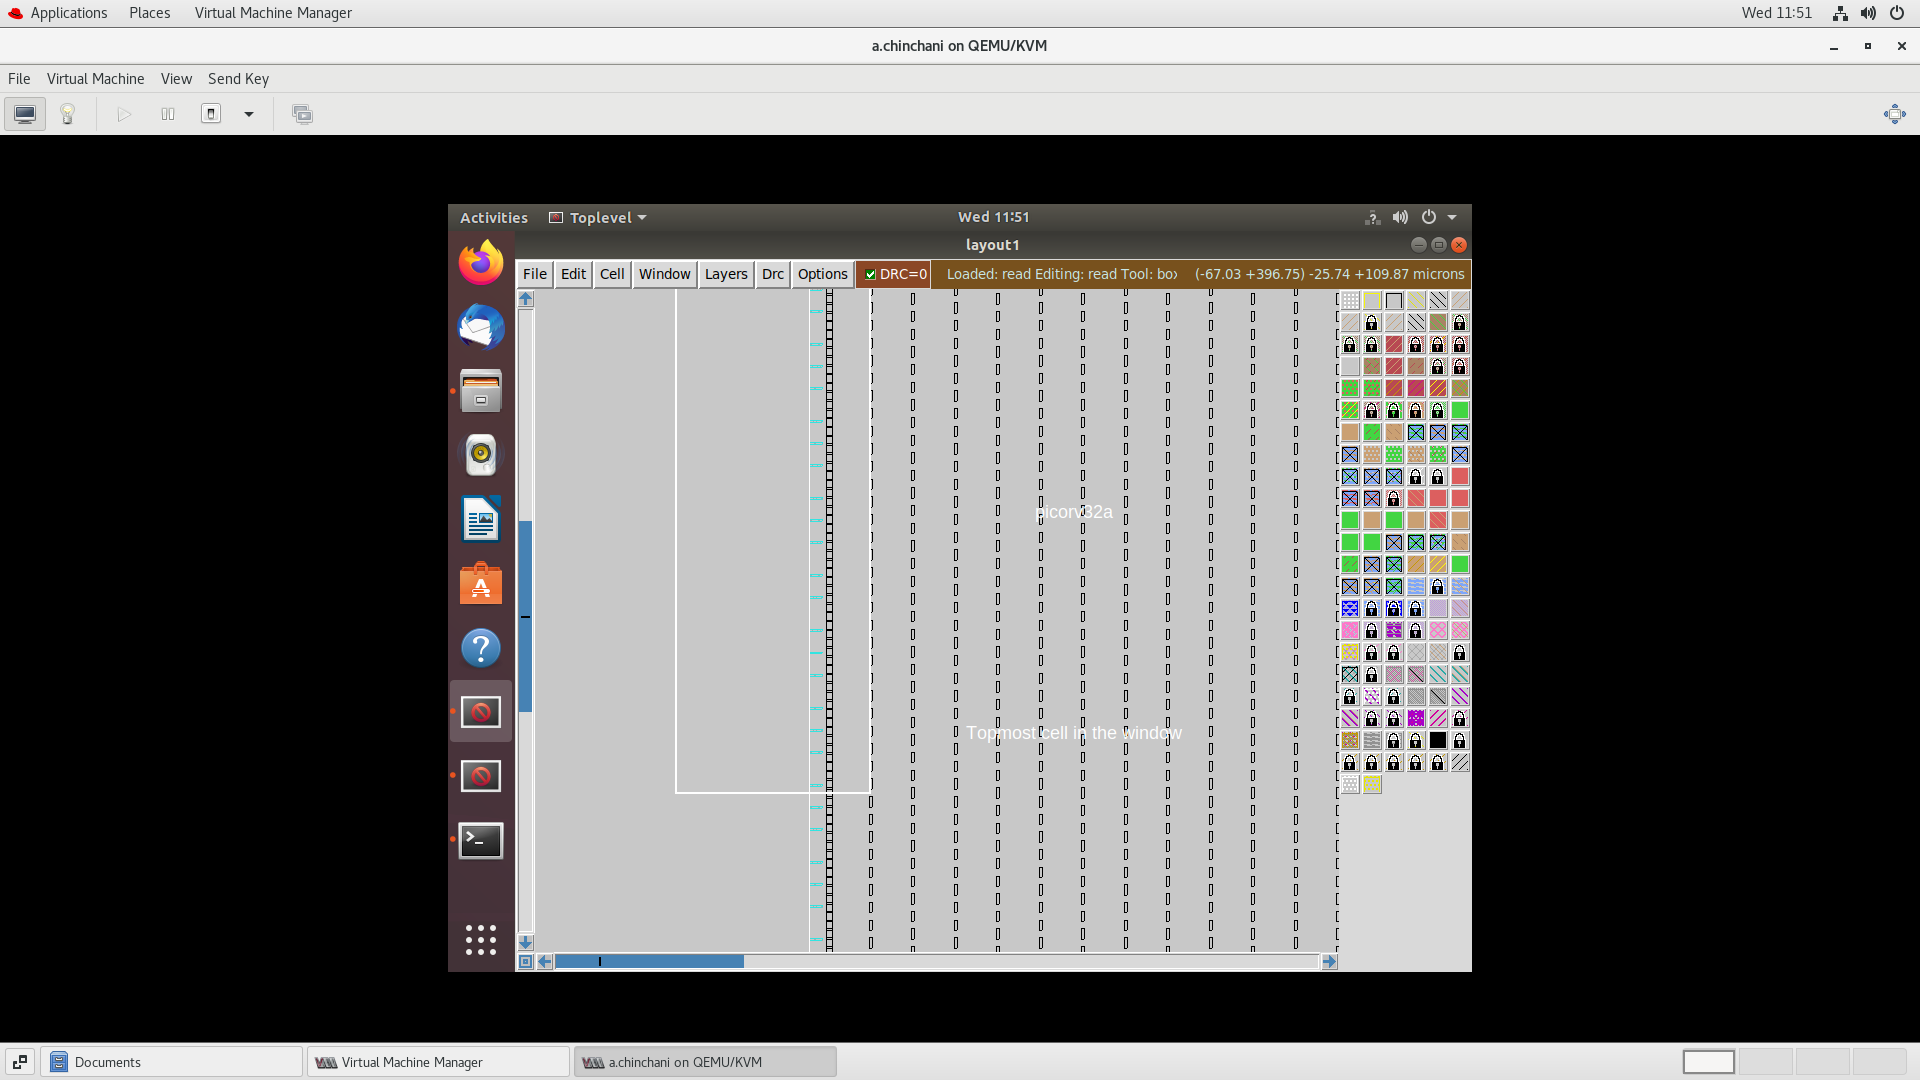 Applications Places Virtual Machine Manager Wed 11:51
a.chinchani on QEMU/KVM
File Virtual Machine View Send Key
Activities Toplevel Wed 11:51
layout1
File Edit Cell Window Layers Drc Options DRC=0 Loaded: read Editing: read Tool: box (-67.03 +396.75) -25.74 +109.87 microns
picorv32a
Topmost cell in the window
Documents Virtual Machine Manager a.chinchani on QEMU/KVM